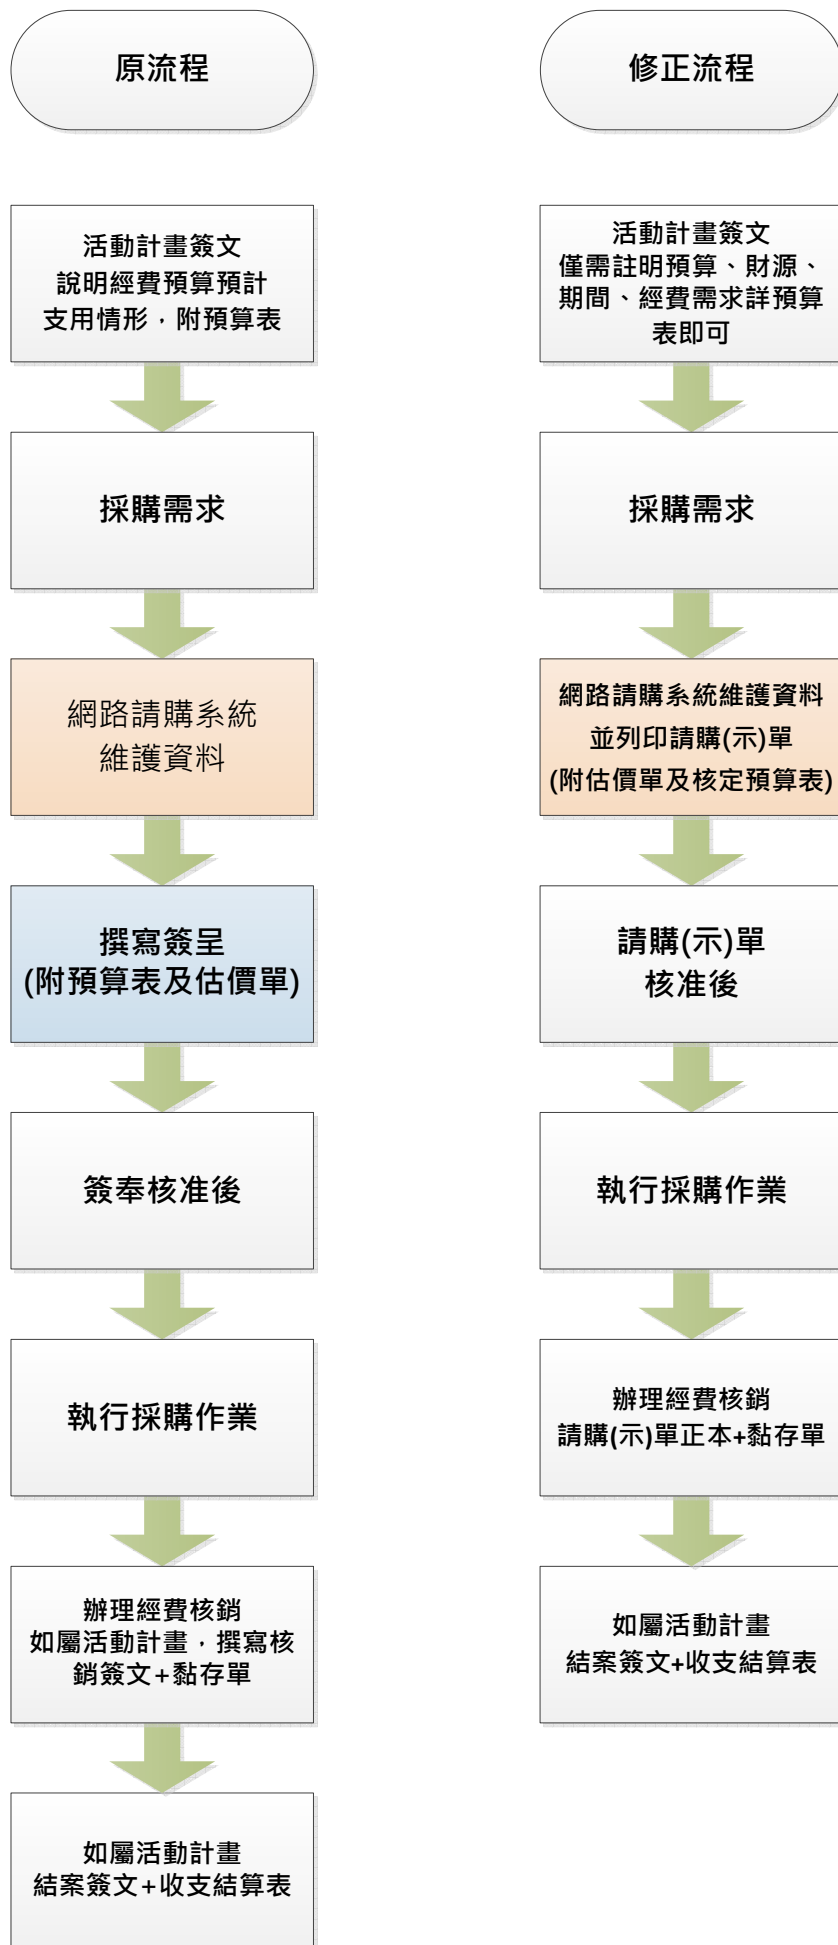 原流程
活動計畫簽文
說明經費預算預計
支用情形，附預算表
採購需求
網路請購系統
維護資料
撰寫簽呈
(附預算表及估價單)
簽奉核准後
執行採購作業
辦理經費核銷
如屬活動計畫，撰寫核
銷簽文+黏存單
如屬活動計畫
結案簽文+收支結算表
修正流程
活動計畫簽文
僅需註明預算、財源、
期間、經費需求詳預算
表即可
採購需求
網路請購系統維護資料
並列印請購(示)單
(附估價單及核定預算表)
請購(示)單
核准後
執行採購作業
辦理經費核銷
請購(示)單正本+黏存單
如屬活動計畫
結案簽文+收支結算表